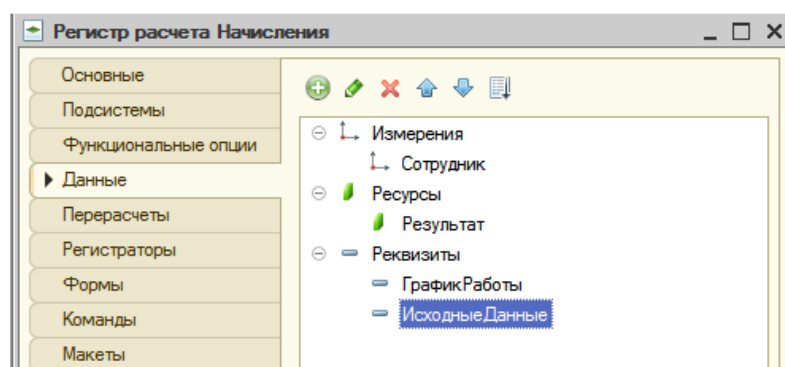 Регистр расчета Начисления
Основные
Подсистемы
Функциональные опции
Данные
Перерасчеты
Регистраторы
Формы
Команды
Макеты
Измерения
Сотрудник
Ресурсы
Результат
Реквизиты
ГрафикРаботы
ИсходныеДанные